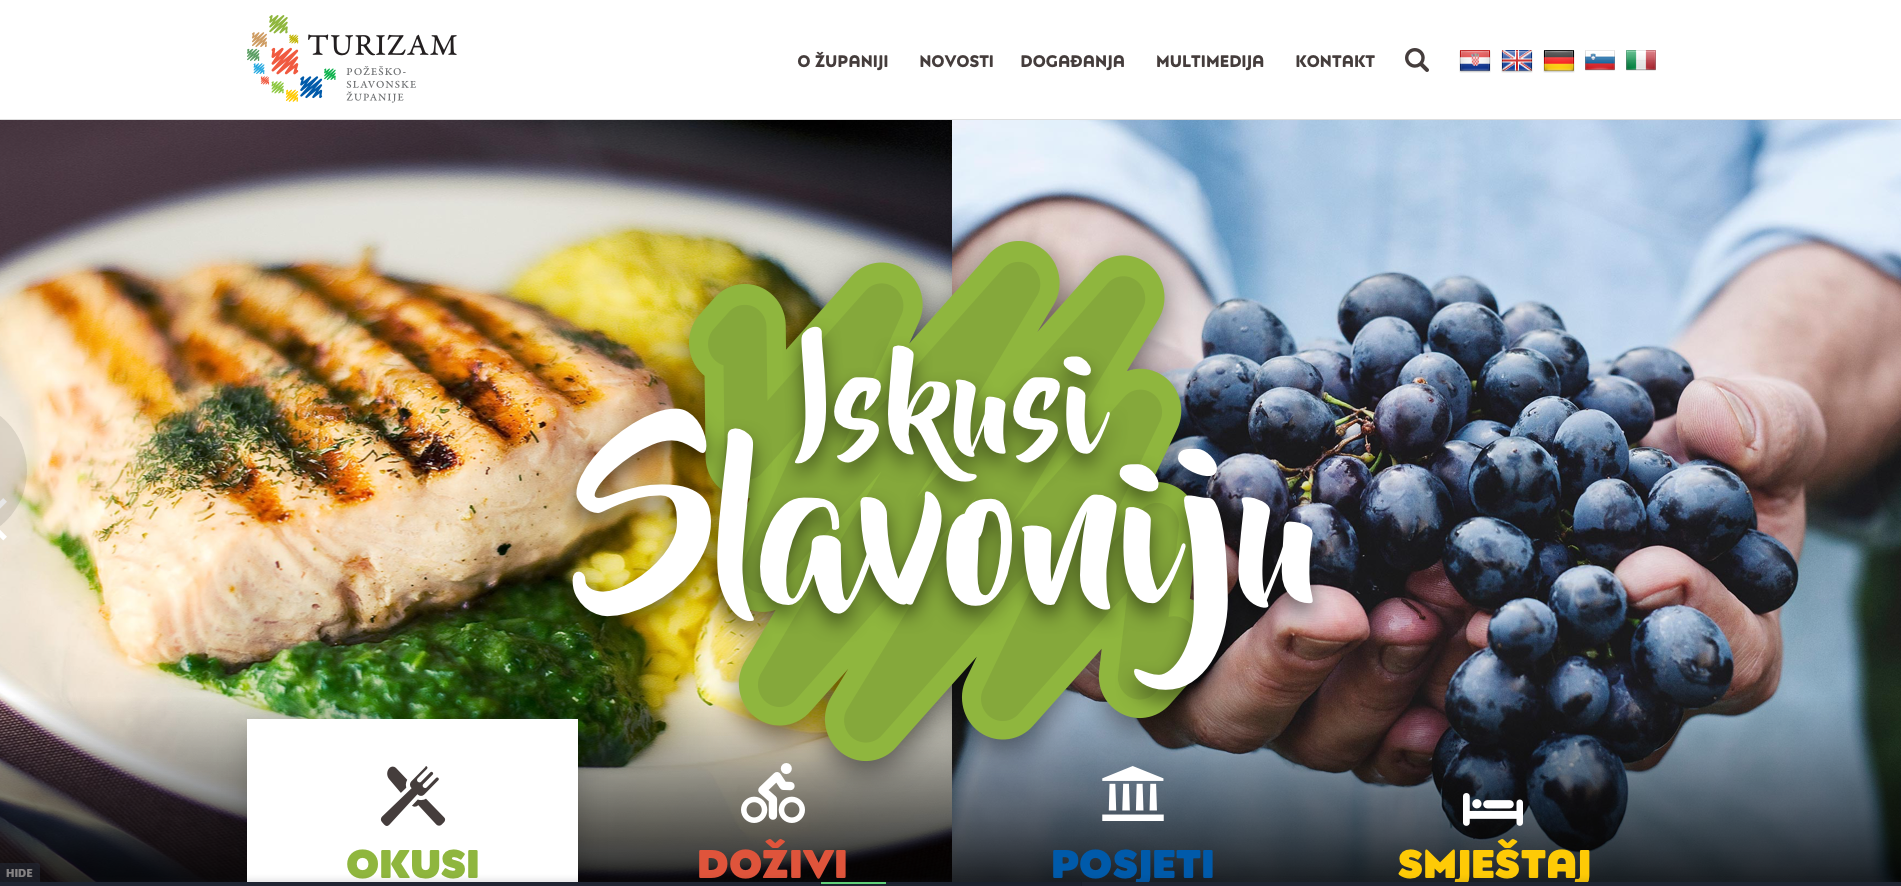 TURIZAM
POŽEŠKO-
SLAVONSKE
ŽUPANIJE
O ŽUPANIJI NOVOSTI DOGAĐANJA MULTIMEDIJA KONTAKT
Iskusi
Slavoniju
OKUSI DOŽIVI POSJETI SMJEŠTAJ
HIDE